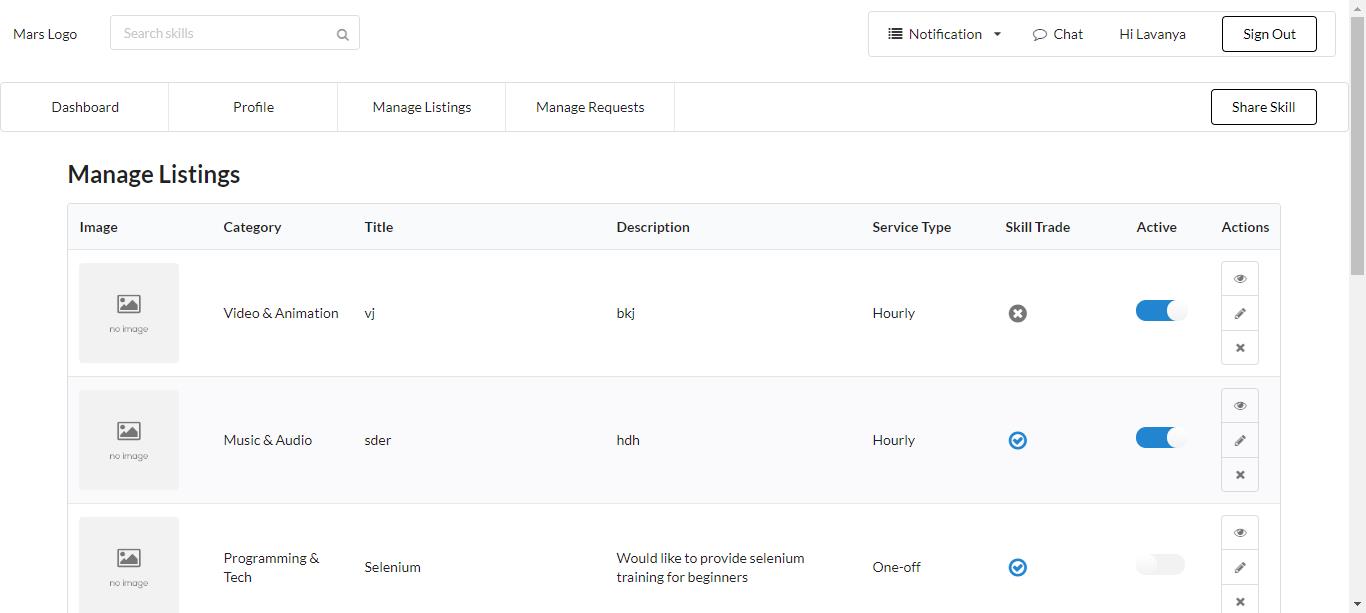 Mars Logo
Search skills
Notification
Chat
Hi Lavanya
Sign Out
Dashboard
Profile
Manage Listings
Manage Requests
Share Skill
Manage Listings
Image Category Title Description Service Type Skill Trade Active Actions
no image
Video & Animation vj bkj Hourly
no image
Music & Audio sder hdh Hourly
no image
Programming &
Tech
Selenium
Would like to provide selenium
training for beginners
One-off